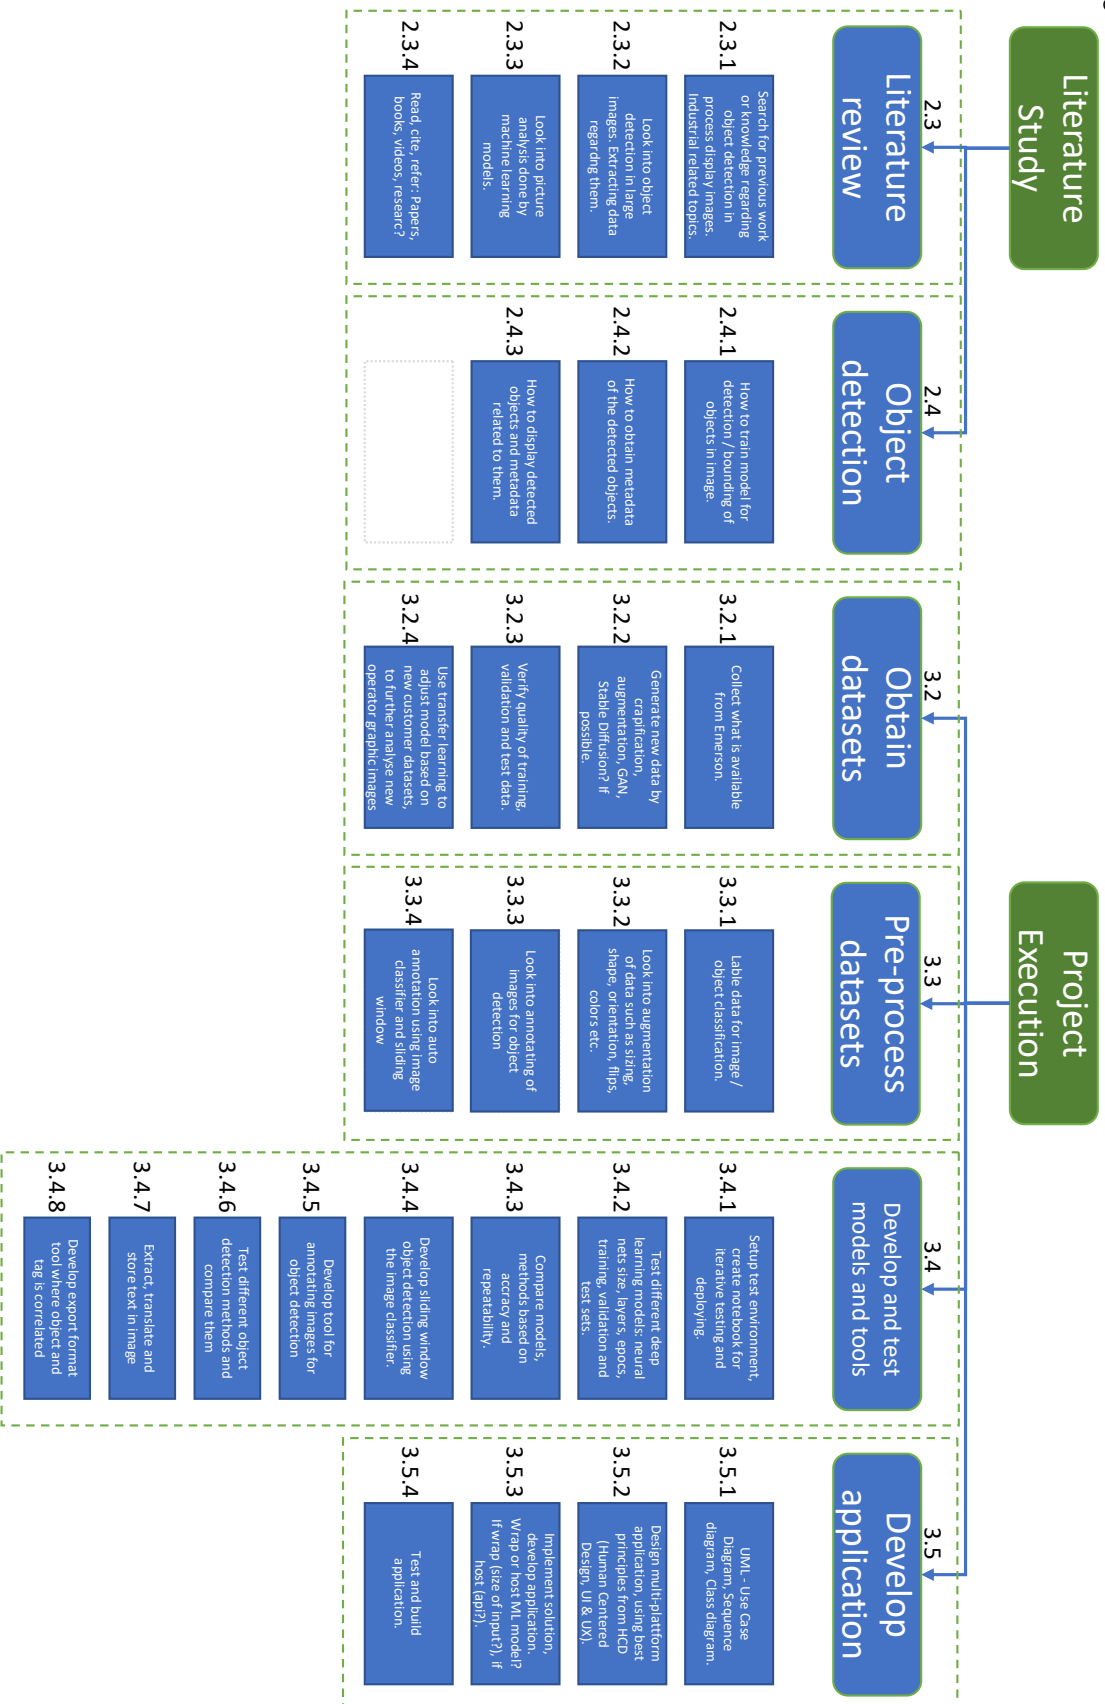 Literature
Study
2.3
Literature
review
2.3.1
Search for previous work
or knowledge regarding
object detection in
process display images.
Industrial related topics.
2.3.2
Look into object
detection in large
images. Extracting data
regardng them.
2.3.3
Look into picture
analysis done by
machine learning
models.
2.3.4
Read, cite, refer: Papers,
books, videos, researc?
2.4
Object
detection
2.4.1
How to train model for
detection / bounding of
objects in image.
2.4.2
How to obtain metadata
of the detected objects.
2.4.3
How to display detected
objects and metadata
related to them.
Project
Execution
3.2
Obtain
datasets
3.2.1
Collect what is available
from Emerson.
3.2.2
Generate new data by
crapification,
augmentation, GAN,
Stable Diffusion? If
possible.
3.2.3
Verify quality of training,
validation and test data.
3.2.4
Use transfer learning to
adjust model based on
new customer datasets,
to further analyse new
operator graphic images
3.3
Pre-process
datasets
3.3.1
Lable data for image /
object classification.
3.3.2
Look into augmentation
of data such as sizing,
shape, orientation, flips,
colors etc.
3.3.3
Look into annotating of
images for object
detection
3.3.4
Look into auto
annotation using image
classifier and sliding
window
3.4
Develop and test
models and tools
3.4.1
Setup test environment,
create notebook for
iterative testing and
deploying.
3.4.2
Test different deep
learning models: neural
nets size, layers, epocs,
training, validation and
test sets.
3.4.3
Compare models,
methods based on
accracy and
repeatability.
3.4.4
Develop sliding window
object detection using
the image classifier.
3.4.5
Develop tool for
annotating images for
object detection
3.4.6
Test different object
detection methods and
compare them
3.4.7
Extract, translate and
store text in image
3.4.8
Develop export format
tool where object and
tag is correlated
3.5
Develop
application
3.5.1
UML - Use Case
Diagram, Sequence
diagram, Class diagram.
3.5.2
Design multi-plattform
application, using best
principles from HCD
(Human Centered
Design, UI & UX).
3.5.3
Implement solution,
develop application.
Wrap or host ML model?
If wrap (size of input?), if
host (api?).
3.5.4
Test and build
application.